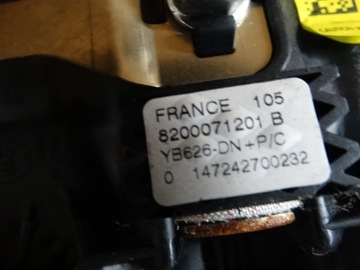 FRANCE 105
8200071201 B
YB626-DN+P/C
0 147242700232